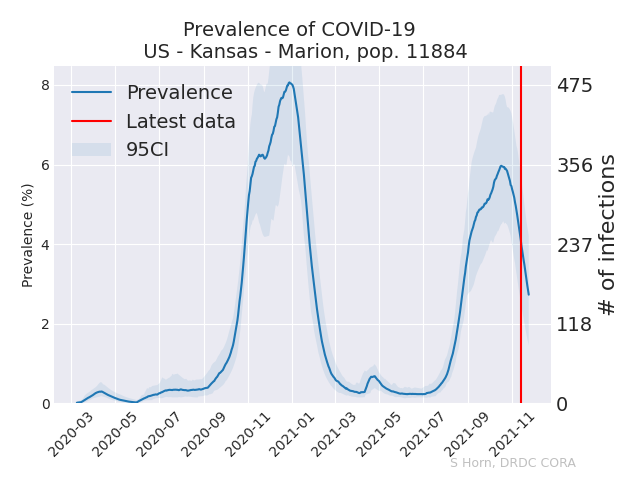 Prevalence of COVID-19
US - Kansas - Marion, pop. 11884
Prevalence
Latest data
95CI
Prevalence (%)
8
6
4
2
0
475
356
237
118
0
# of infections
2020-03
2020-05
2020-07
2020-09
2020-11
2021-01
2021-03
2021-05
2021-07
2021-09
2021-11
S Horn, DRDC CORA